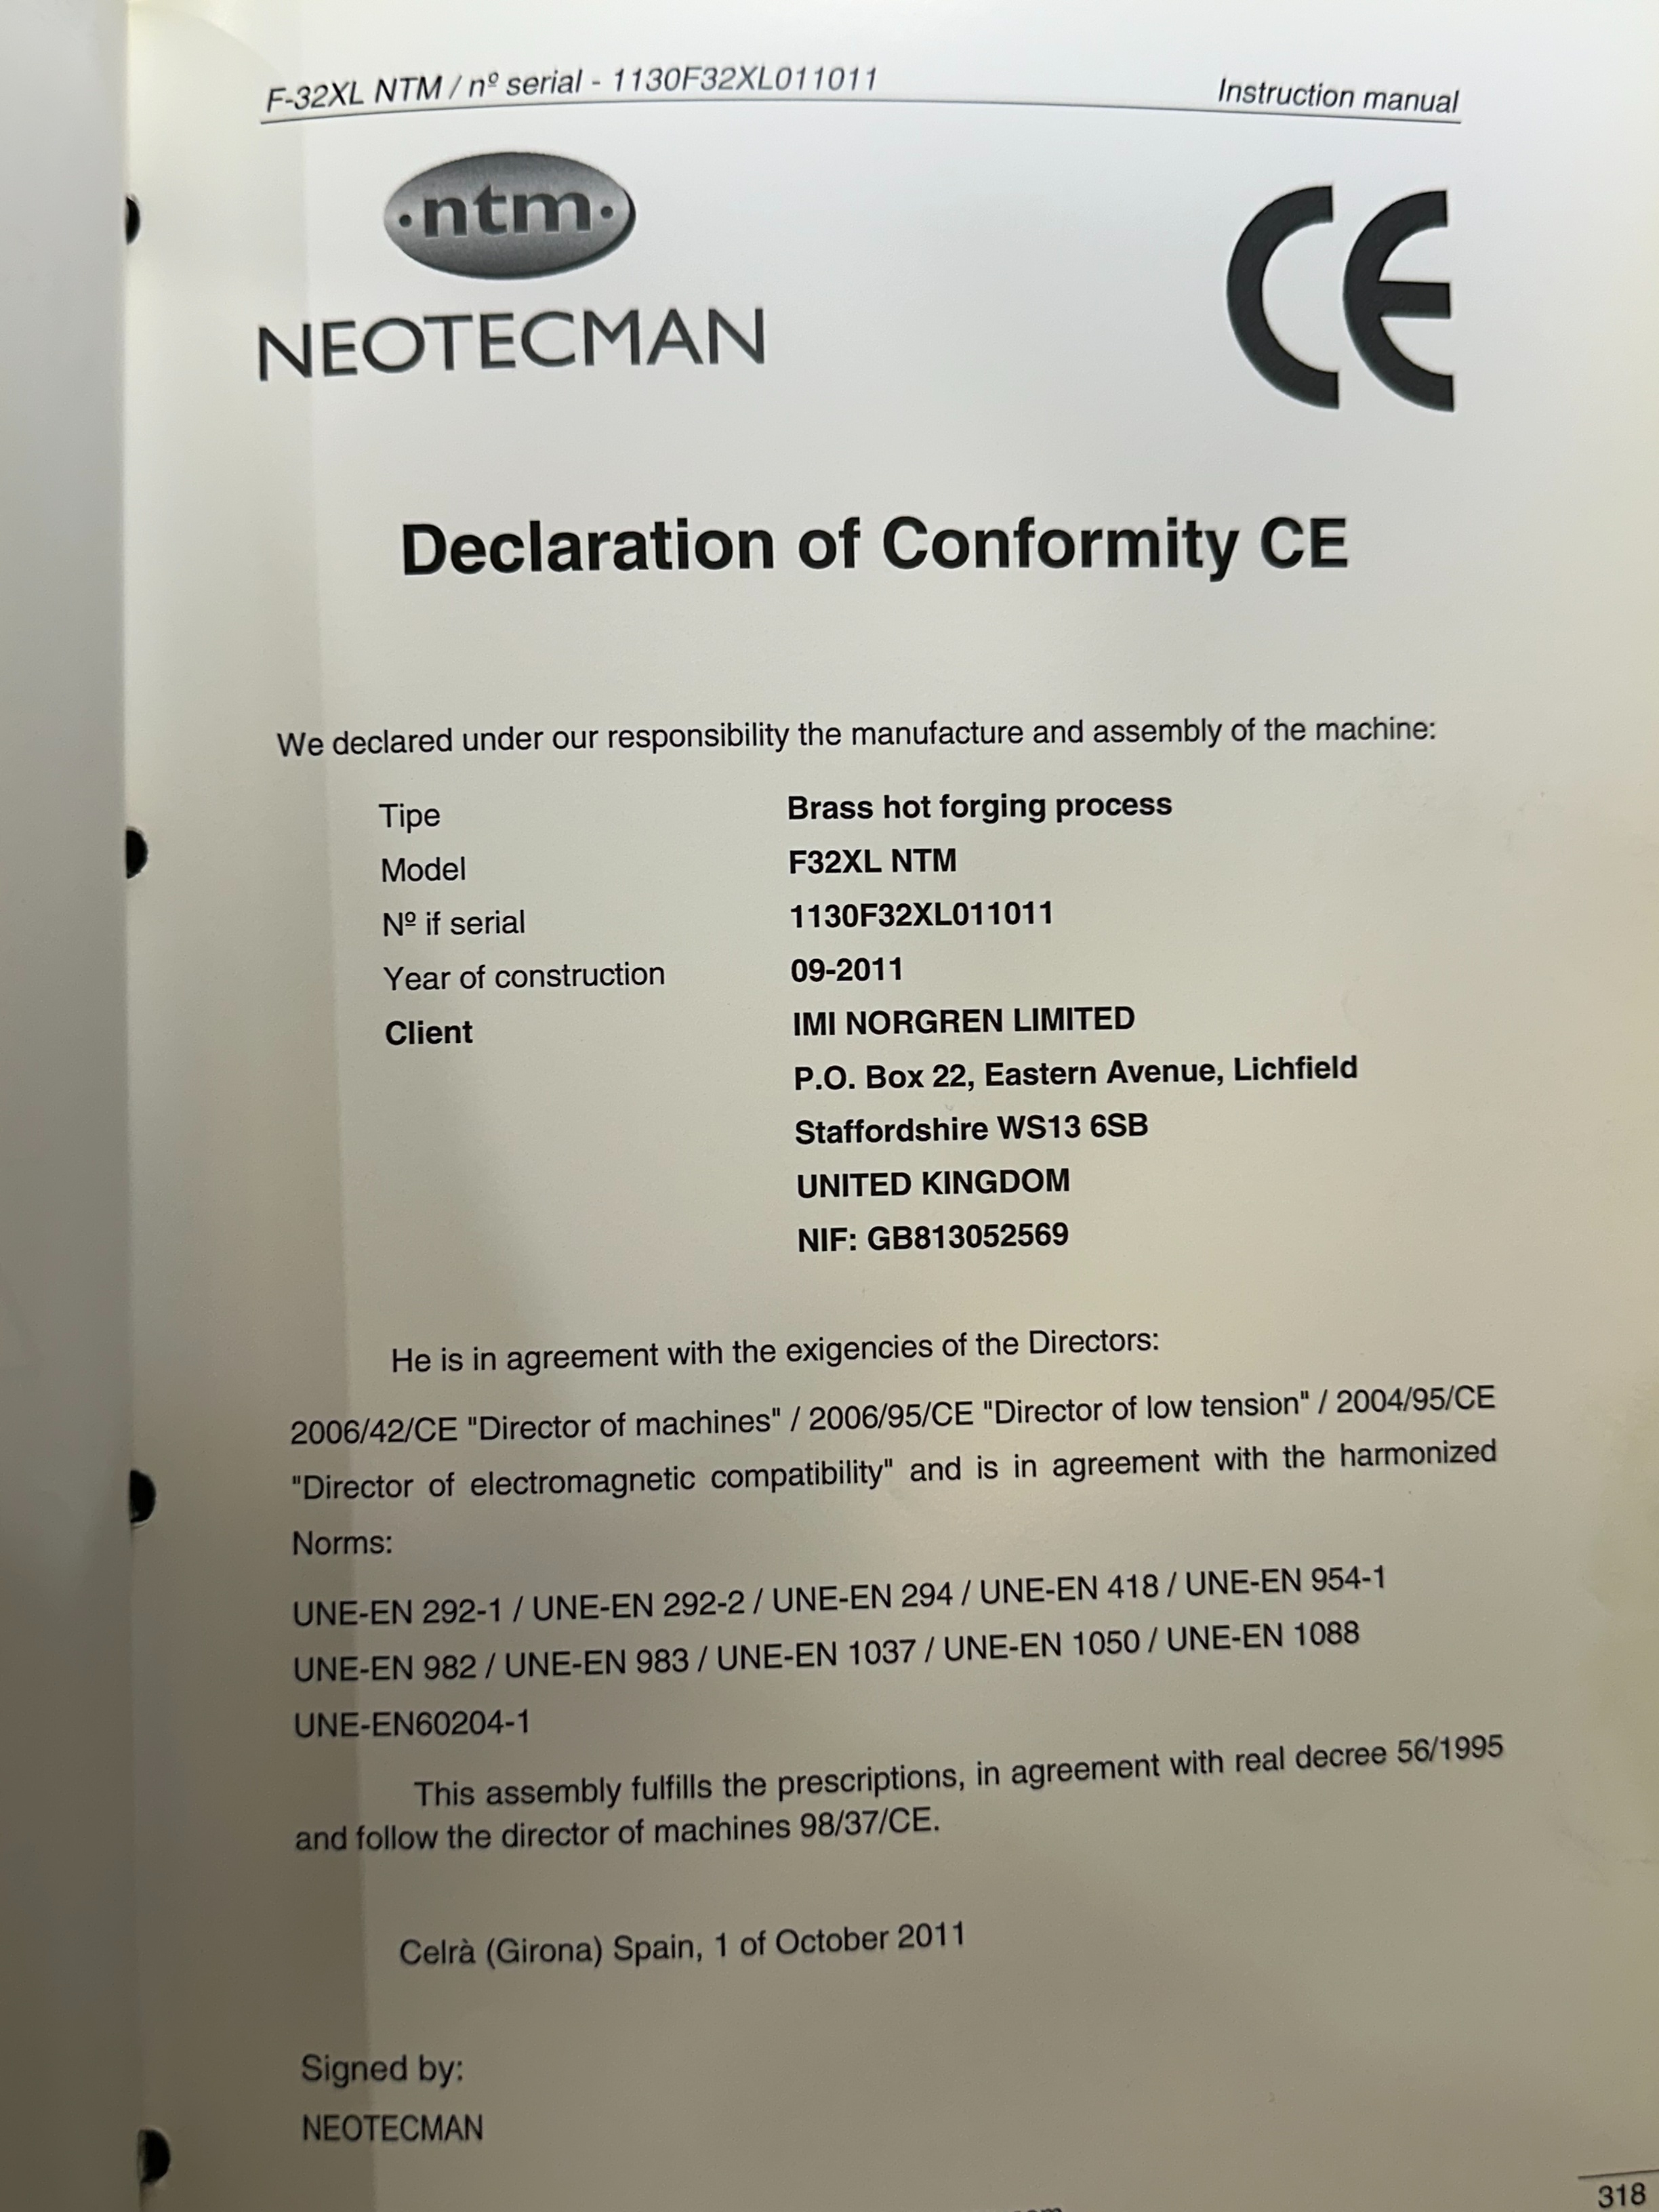 F-32XL NTM / nº serial - 1130F32XL011011 Instruction manual
·ntm·
NEOTECMAN
CE
Declaration of Conformity CE
We declared under our responsibility the manufacture and assembly of the machine:
Tipe Brass hot forging process
Model F32XL NTM
Nº if serial 1130F32XL011011
Year of construction 09-2011
Client IMI NORGREN LIMITED
P.O. Box 22, Eastern Avenue, Lichfield
Staffordshire WS13 6SB
UNITED KINGDOM
NIF: GB813052569
He is in agreement with the exigencies of the Directors:
2006/42/CE "Director of machines" / 2006/95/CE "Director of low tension" / 2004/95/CE
"Director of electromagnetic compatibility" and is in agreement with the harmonized
Norms:
UNE-EN 292-1 / UNE-EN 292-2 / UNE-EN 294 / UNE-EN 418 / UNE-EN 954-1
UNE-EN 982 / UNE-EN 983 / UNE-EN 1037 / UNE-EN 1050 / UNE-EN 1088
UNE-EN60204-1
This assembly fulfills the prescriptions, in agreement with real decree 56/1995
and follow the director of machines 98/37/CE.
Celrà (Girona) Spain, 1 of October 2011
Signed by:
NEOTECMAN
318